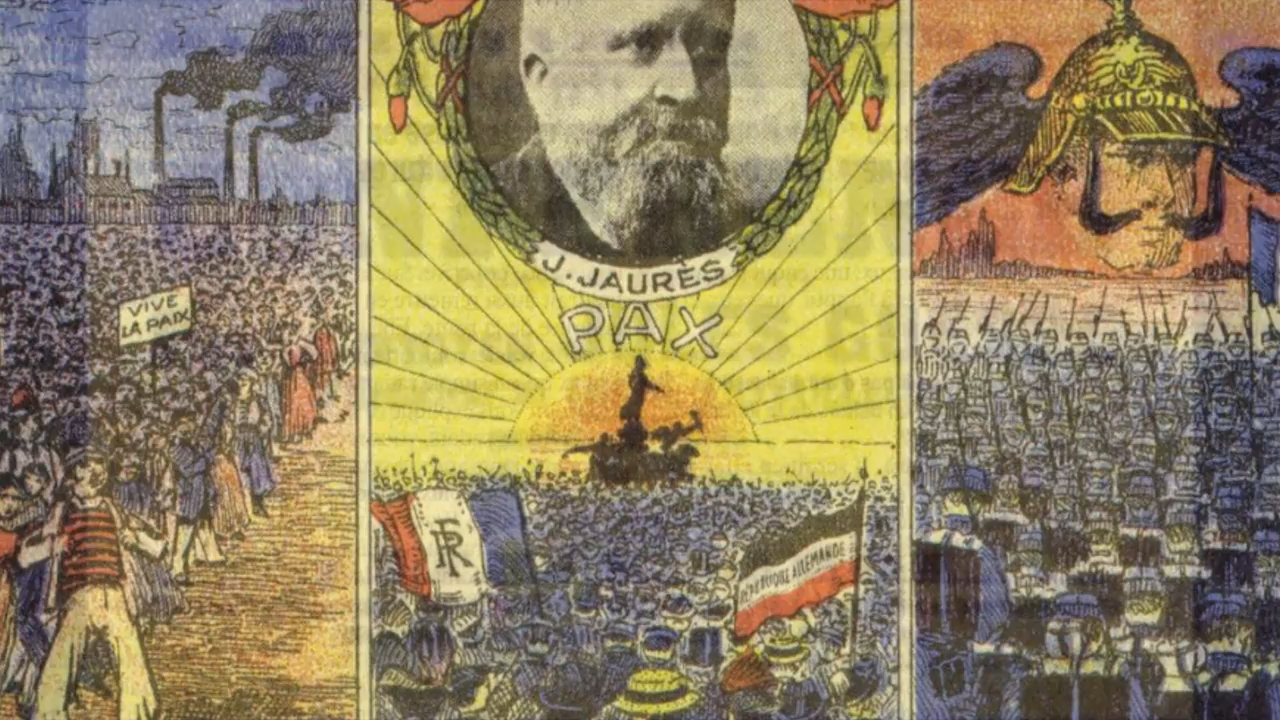 VIVE
LA PAIX
J. JAURÈS
PAX
RF
RÉPUBLIQUE ALLEMANDE